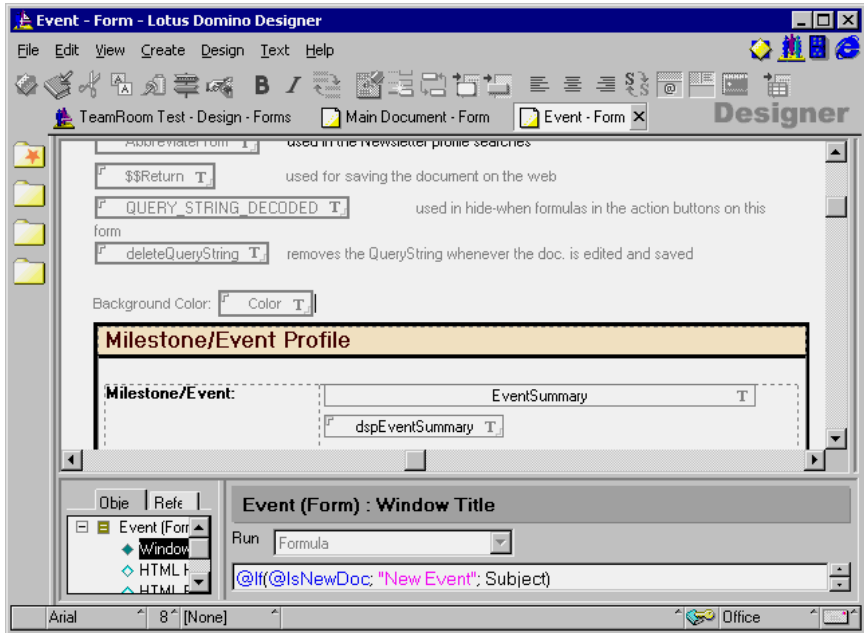 Event - Form - Lotus Domino Designer
File Edit View Create Design Text Help
TeamRoom Test - Design - Forms Main Document - Form Event - Form
Designer
AbbreviateFrom T used in the Newsletter profile searches
$$Return T used for saving the document on the web
QUERY_STRING_DECODED T used in hide-when formulas in the action buttons on this
form
deleteQueryString T removes the QueryString whenever the doc. is edited and saved
Background Color: Color T
Milestone/Event Profile
Milestone/Event: EventSummary T
dspEventSummary T
Obje Refe
Event (Form) : Window Title
Event (Forr
Window
HTML H
Run Formula
@If(@IsNewDoc; "New Event"; Subject)
Arial 8 [None] Office